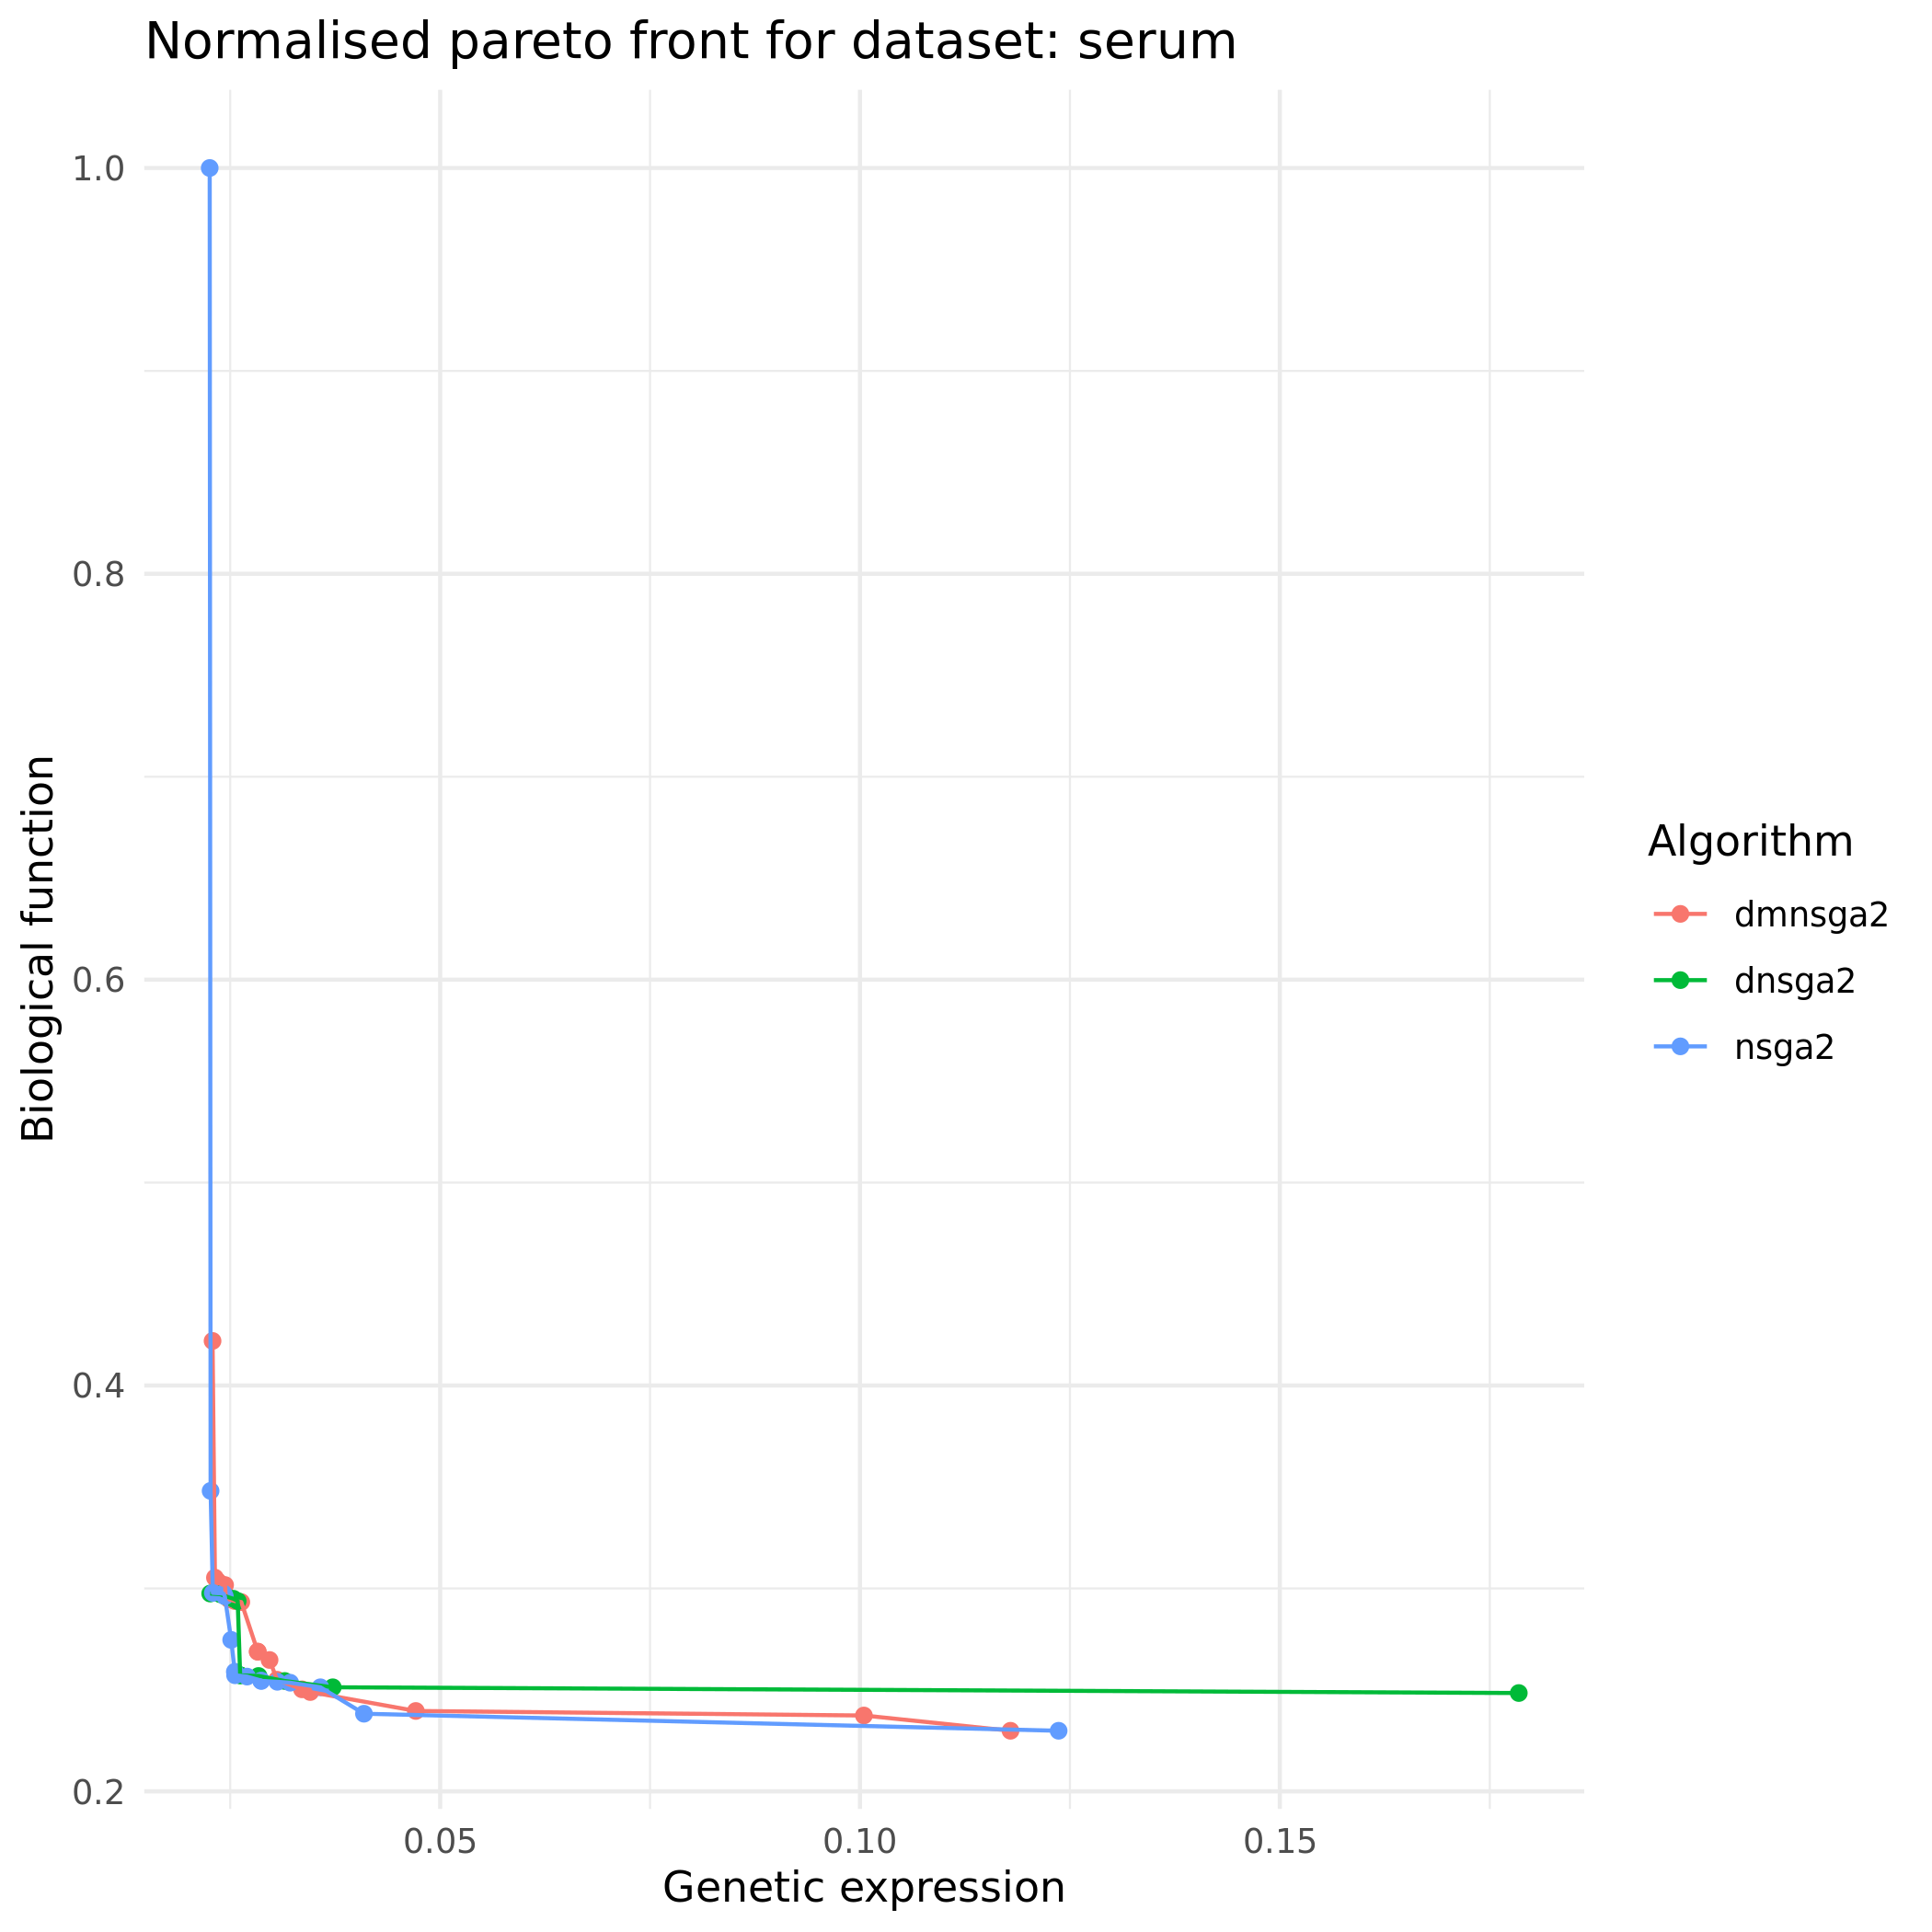 Normalised pareto front for dataset: serum
1.0
0.8
0.6
0.4
0.2
Biological function
0.05
0.10
0.15
Genetic expression
Algorithm
dmnsga2
dnsga2
nsga2